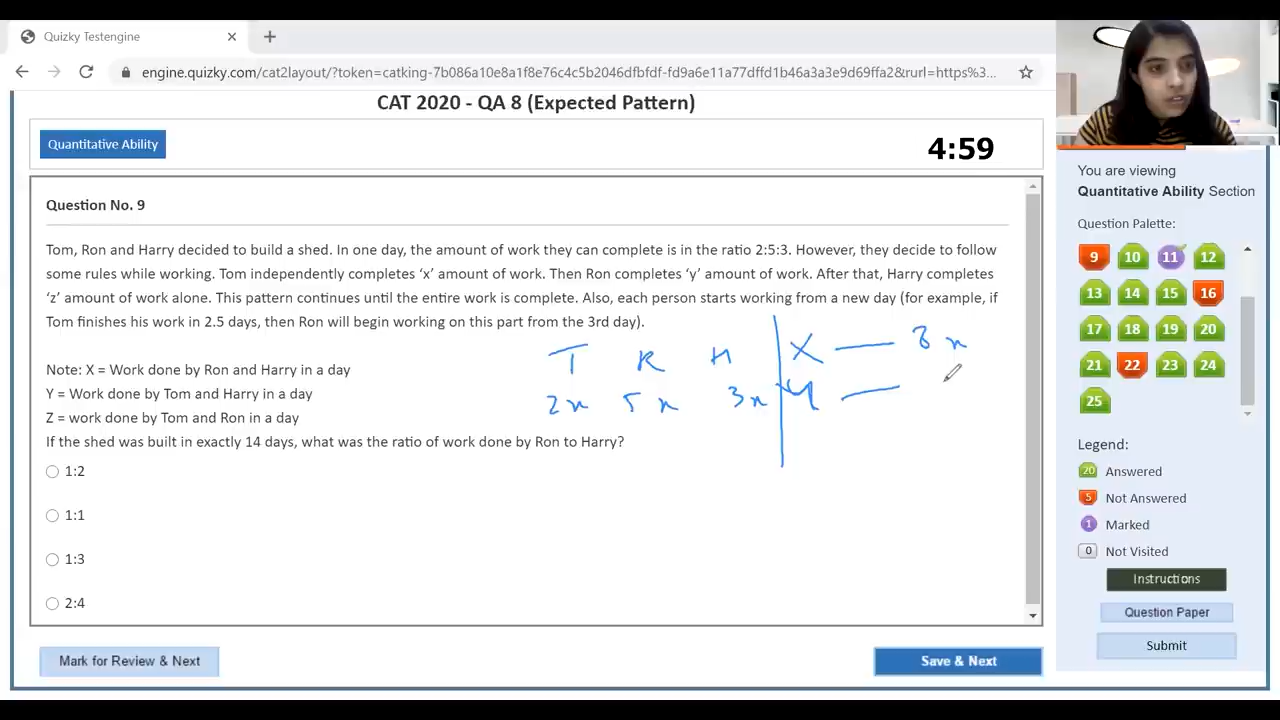 Quizky Testengine
engine.quizky.com/cat2layout/?token=catking-7b086a10e8a1f8e76c4c5b2046dfbfdf-fd9a6e11a77dffd1b46a3a3e9d69ffa2&rurl=https%3...
CAT 2020 - QA 8 (Expected Pattern)
Quantitative Ability
4:59
Question No. 9
Tom, Ron and Harry decided to build a shed. In one day, the amount of work they can complete is in the ratio 2:5:3. However, they decide to follow
some rules while working. Tom independently completes ‘x’ amount of work. Then Ron completes ‘y’ amount of work. After that, Harry completes
‘z’ amount of work alone. This pattern continues until the entire work is complete. Also, each person starts working from a new day (for example, if
Tom finishes his work in 2.5 days, then Ron will begin working on this part from the 3rd day).
T R H X — 8x
2x 5x 3x Y —
Note: X = Work done by Ron and Harry in a day
Y = Work done by Tom and Harry in a day
Z = work done by Tom and Ron in a day
If the shed was built in exactly 14 days, what was the ratio of work done by Ron to Harry?
1:2
1:1
1:3
2:4
Mark for Review & Next
Save & Next
You are viewing
Quantitative Ability Section
Question Palette:
9 10 11 12
13 14 15 16
17 18 19 20
21 22 23 24
25
Legend:
20 Answered
5 Not Answered
1 Marked
0 Not Visited
Instructions
Question Paper
Submit